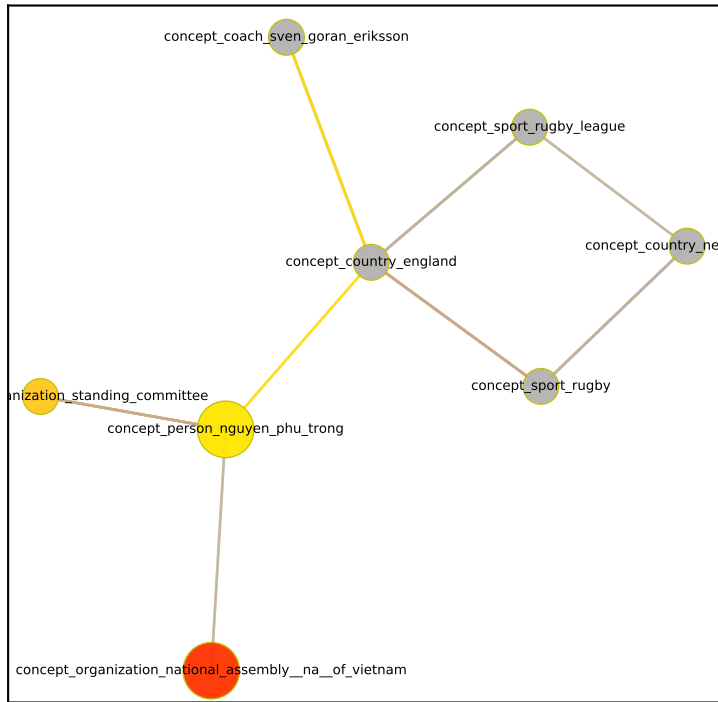 concept_coach_sven_goran_eriksson
concept_sport_rugby_league
concept_country_ne
concept_country_england
concept_sport_rugby
anization_standing_committee
concept_person_nguyen_phu_trong
concept_organization_national_assembly__na__of_vietnam